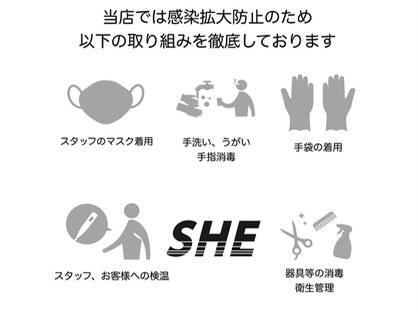 当店では感染拡大防止のため
以下の取り組みを徹底しております
スタッフのマスク着用
手洗い、うがい
手指消毒
手袋の着用
スタッフ、お客様への検温
SHE
器具等の消毒
衛生管理